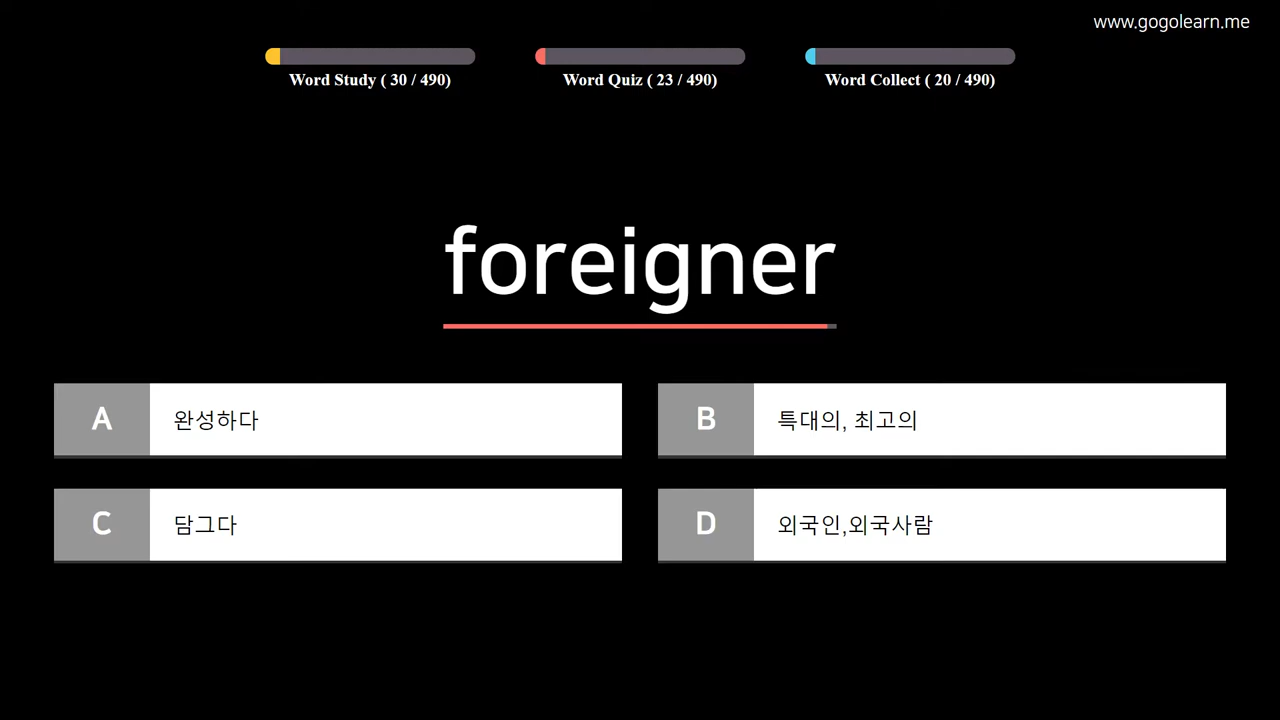 www.gogolearn.me
Word Study ( 30 / 490)
Word Quiz ( 23 / 490)
Word Collect ( 20 / 490)
foreigner
A 완성하다
B 특대의, 최고의
C 담그다
D 외국인,외국사람